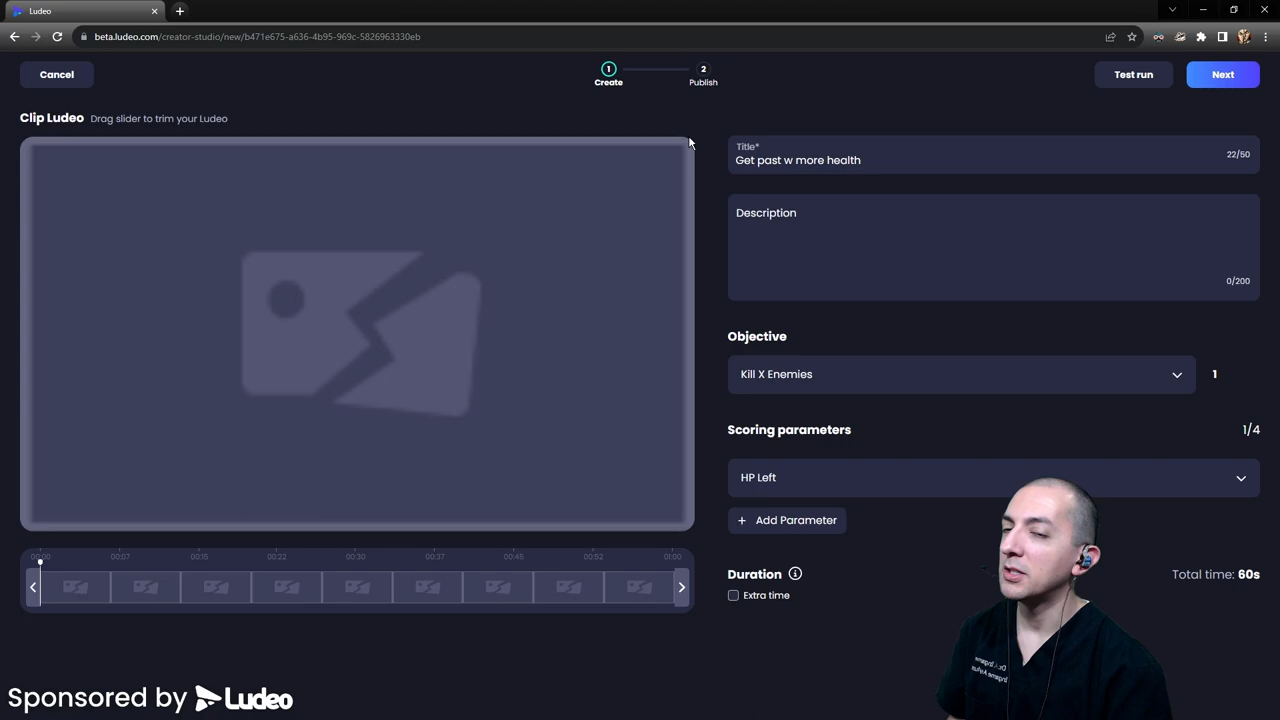 Ludeo
beta.ludeo.com/creator-studio/new/b471e675-a636-4b95-969c-5826963330eb
Cancel
1
2
Create
Publish
Test run
Next
Clip Ludeo
Drag slider to trim your Ludeo
Title*
Get past w more health
22/50
Description
0/200
Objective
Kill X Enemies
1
Scoring parameters
1/4
HP Left
+ Add Parameter
Duration
Total time: 60s
Extra time
00:00 00:07 00:15 00:22 00:30 00:37 00:45 00:52 01:00
Sponsored by Ludeo